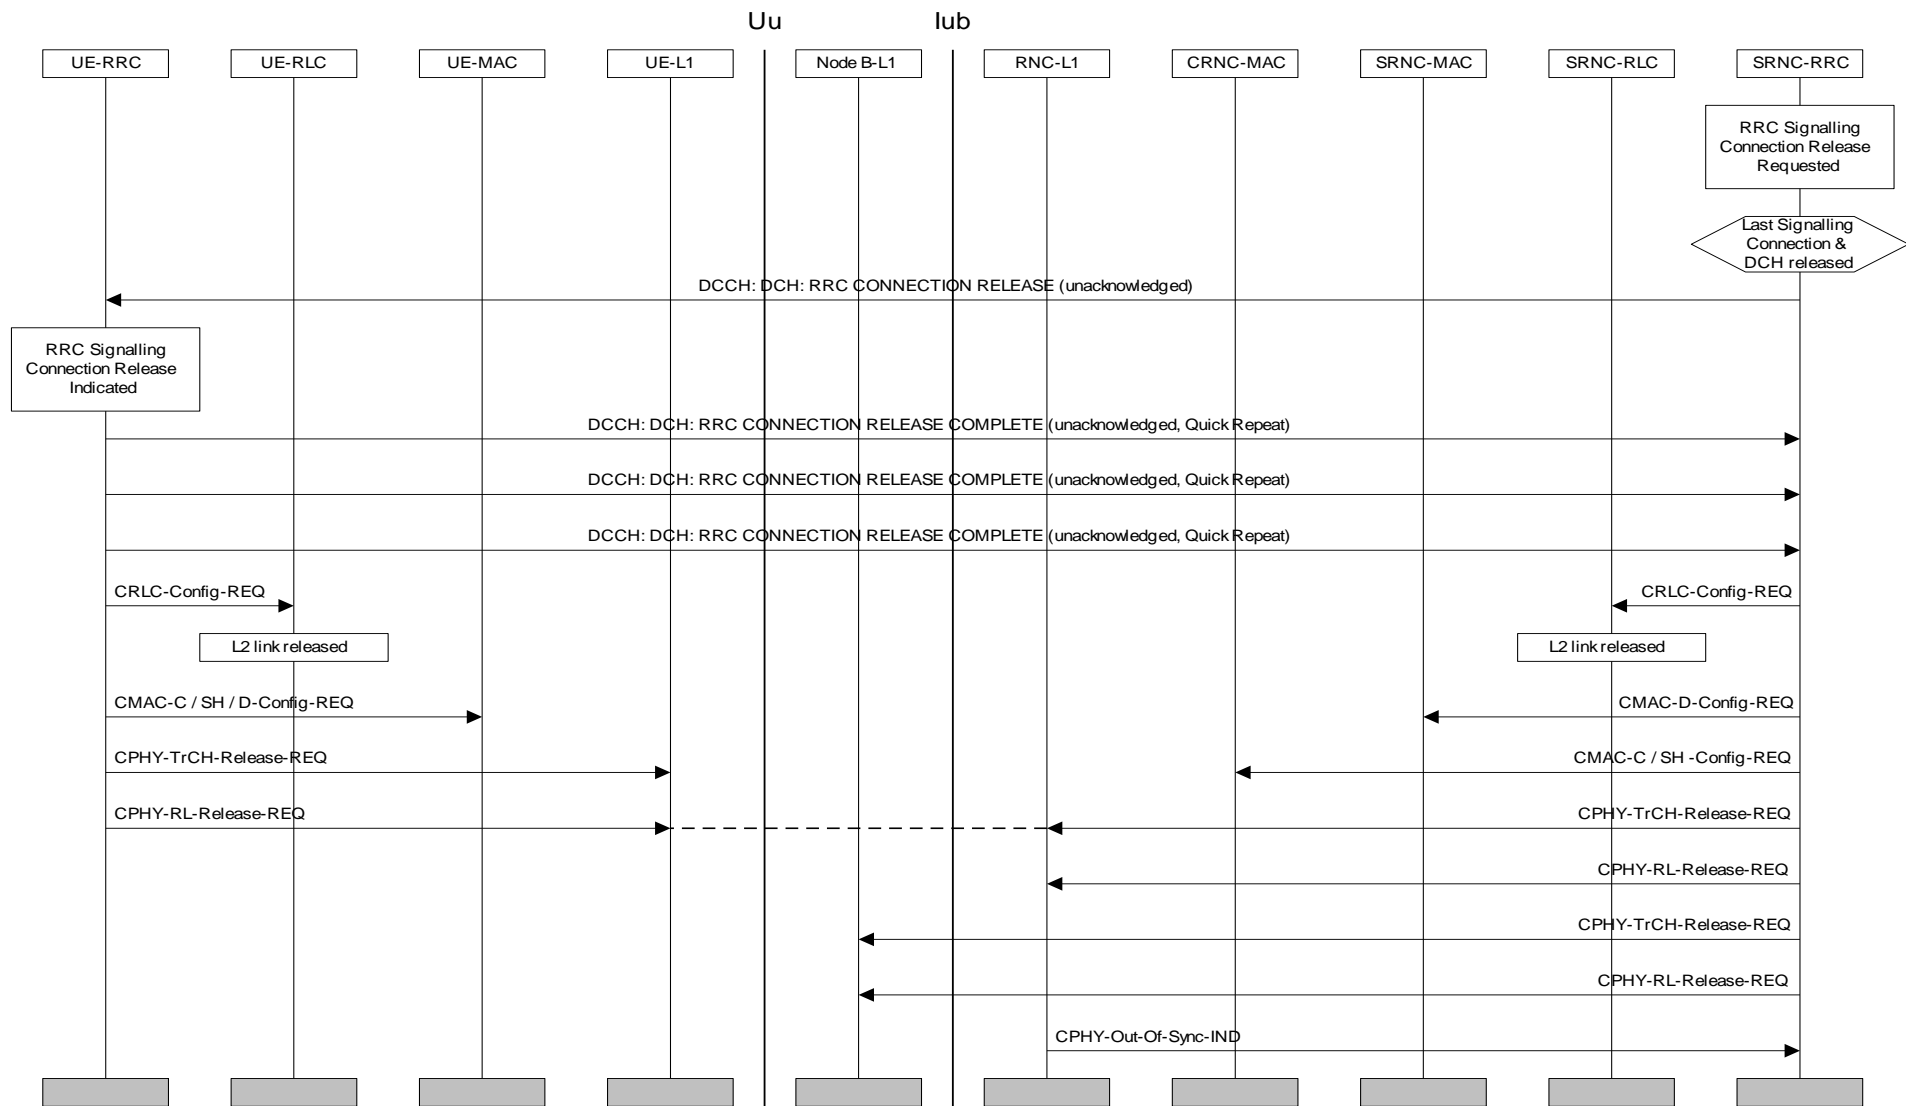 Uu
Iub
UE-RRC
UE-RLC
UE-MAC
UE-L1
Node B-L1
RNC-L1
CRNC-MAC
SRNC-MAC
SRNC-RLC
SRNC-RRC
RRC Signalling
Connection Release
Requested
Last Signalling
Connection &
DCH released
DCCH: DCH: RRC CONNECTION RELEASE (unacknowledged)
RRC Signalling
Connection Release
Indicated
DCCH: DCH: RRC CONNECTION RELEASE COMPLETE (unacknowledged, Quick Repeat)
DCCH: DCH: RRC CONNECTION RELEASE COMPLETE (unacknowledged, Quick Repeat)
DCCH: DCH: RRC CONNECTION RELEASE COMPLETE (unacknowledged, Quick Repeat)
CRLC-Config-REQ
CRLC-Config-REQ
L2 link released
L2 link released
CMAC-C / SH / D-Config-REQ
CMAC-D-Config-REQ
CPHY-TrCH-Release-REQ
CMAC-C / SH -Config-REQ
CPHY-RL-Release-REQ
CPHY-TrCH-Release-REQ
CPHY-RL-Release-REQ
CPHY-TrCH-Release-REQ
CPHY-RL-Release-REQ
CPHY-Out-Of-Sync-IND